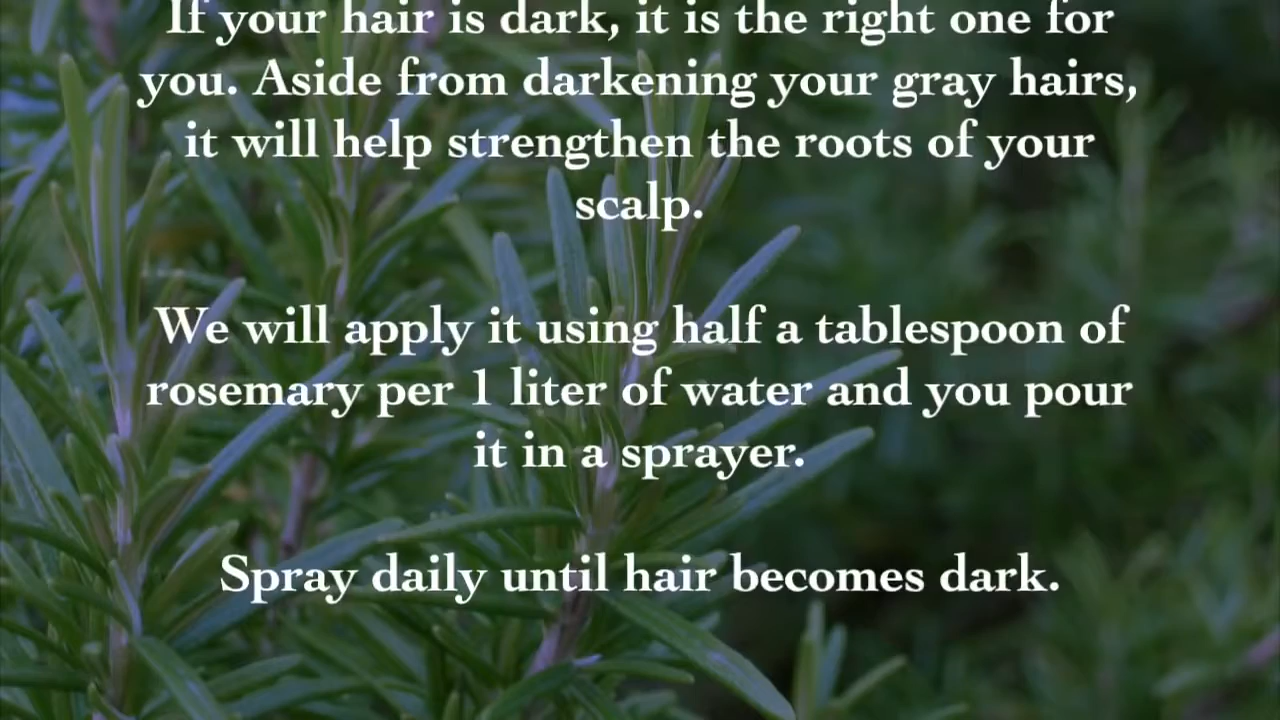 If your hair is dark, it is the right one for
you. Aside from darkening your gray hairs,
it will help strengthen the roots of your
scalp.
We will apply it using half a tablespoon of
rosemary per 1 liter of water and you pour
it in a sprayer.
Spray daily until hair becomes dark.